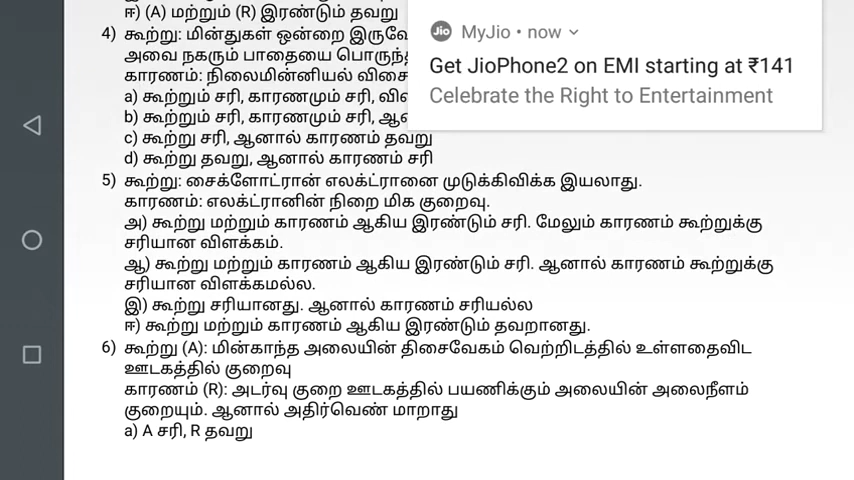 ஈ) (A) மற்றும் (R) இரண்டும் தவறு
4) கூற்று: மின்துகள் ஒன்றை இருவே
அவை நகரும் பாதையை பொருந்
காரணம்: நிலைமின்னியல் விசை
a) கூற்றும் சரி, காரணமும் சரி,
b) கூற்றும் சரி, காரணமும் சரி, ஆன
c) கூற்று சரி, ஆனால் காரணம் தவறு
d) கூற்று தவறு, ஆனால் காரணம் சரி
Jio MyJio • now
Get JioPhone2 on EMI starting at ₹141
Celebrate the Right to Entertainment
5) கூற்று: சைக்ளோட்ரான் எலக்ட்ரானை முடுக்கிவிக்க இயலாது.
காரணம்: எலக்ட்ரானின் நிறை மிக குறைவு.
அ) கூற்று மற்றும் காரணம் ஆகிய இரண்டும் சரி. மேலும் காரணம் கூற்றுக்கு
சரியான விளக்கம்.
ஆ) கூற்று மற்றும் காரணம் ஆகிய இரண்டும் சரி. ஆனால் காரணம் கூற்றுக்கு
சரியான விளக்கமல்ல.
இ) கூற்று சரியானது. ஆனால் காரணம் சரியல்ல
ஈ) கூற்று மற்றும் காரணம் ஆகிய இரண்டும் தவறானது.
6) கூற்று (A): மின்காந்த அலையின் திசைவேகம் வெற்றிடத்தில் உள்ளதைவிட
ஊடகத்தில் குறைவு
காரணம் (R): அடர்வு குறை ஊடகத்தில் பயணிக்கும் அலையின் அலைநீளம்
குறையும். ஆனால் அதிர்வெண் மாறாது
a) A சரி, R தவறு